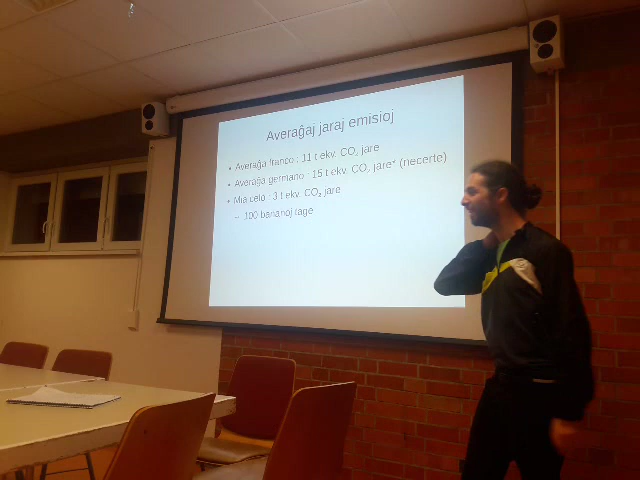 Averaĝaj jaraj emisioj
• Averaĝa franco : 11 t ekv. CO₂ jare
• Averaĝa germano : 15 t ekv. CO₂ jare* (necerte)
• Mia celo : 3 t ekv. CO₂ jare
– 100 bananoj tage